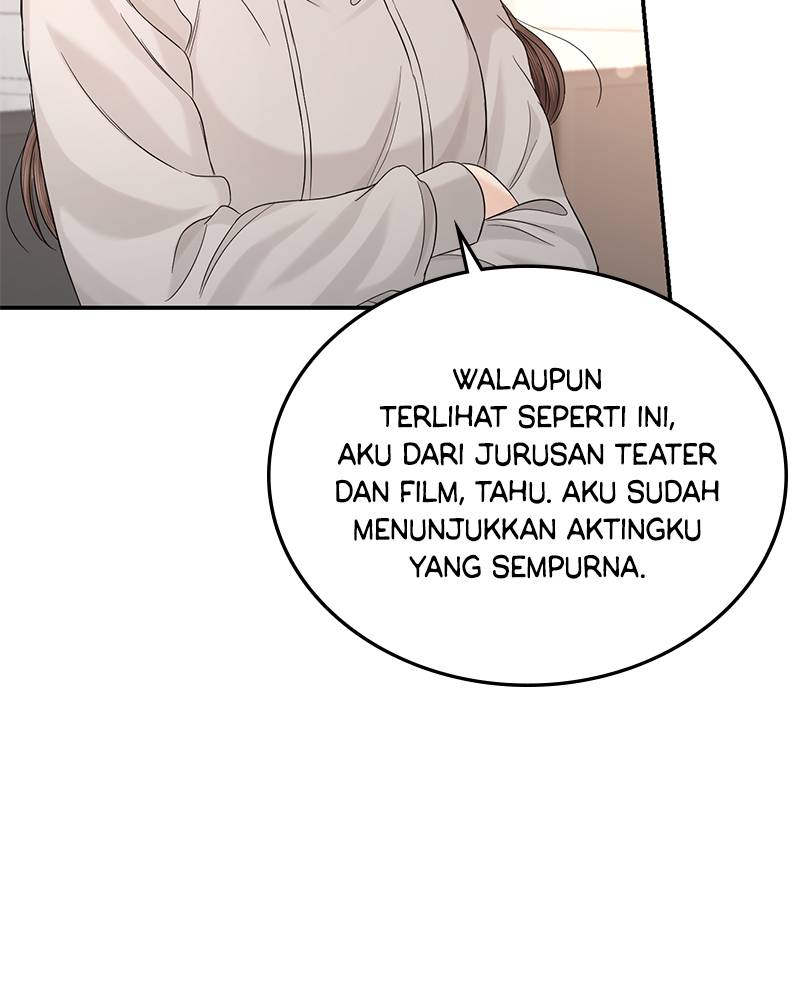 WALAUPUN
TERLIHAT SEPERTI INI,
AKU DARI JURUSAN TEATER
DAN FILM, TAHU. AKU SUDAH
MENUNJUKKAN AKTINGKU
YANG SEMPURNA.